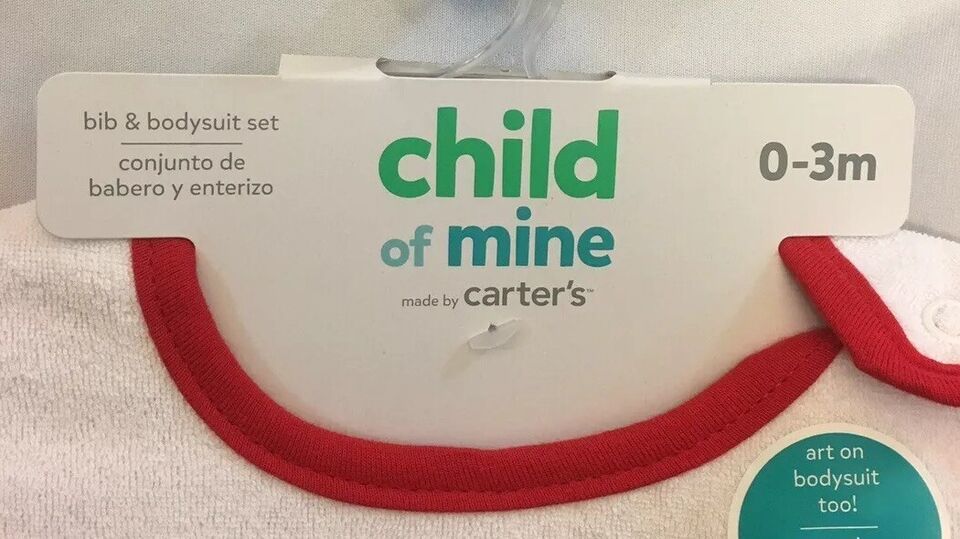 bib & bodysuit set
conjunto de
babero y enterizo
child
of mine
made by carter's™
0-3m
art on
bodysuit
too!